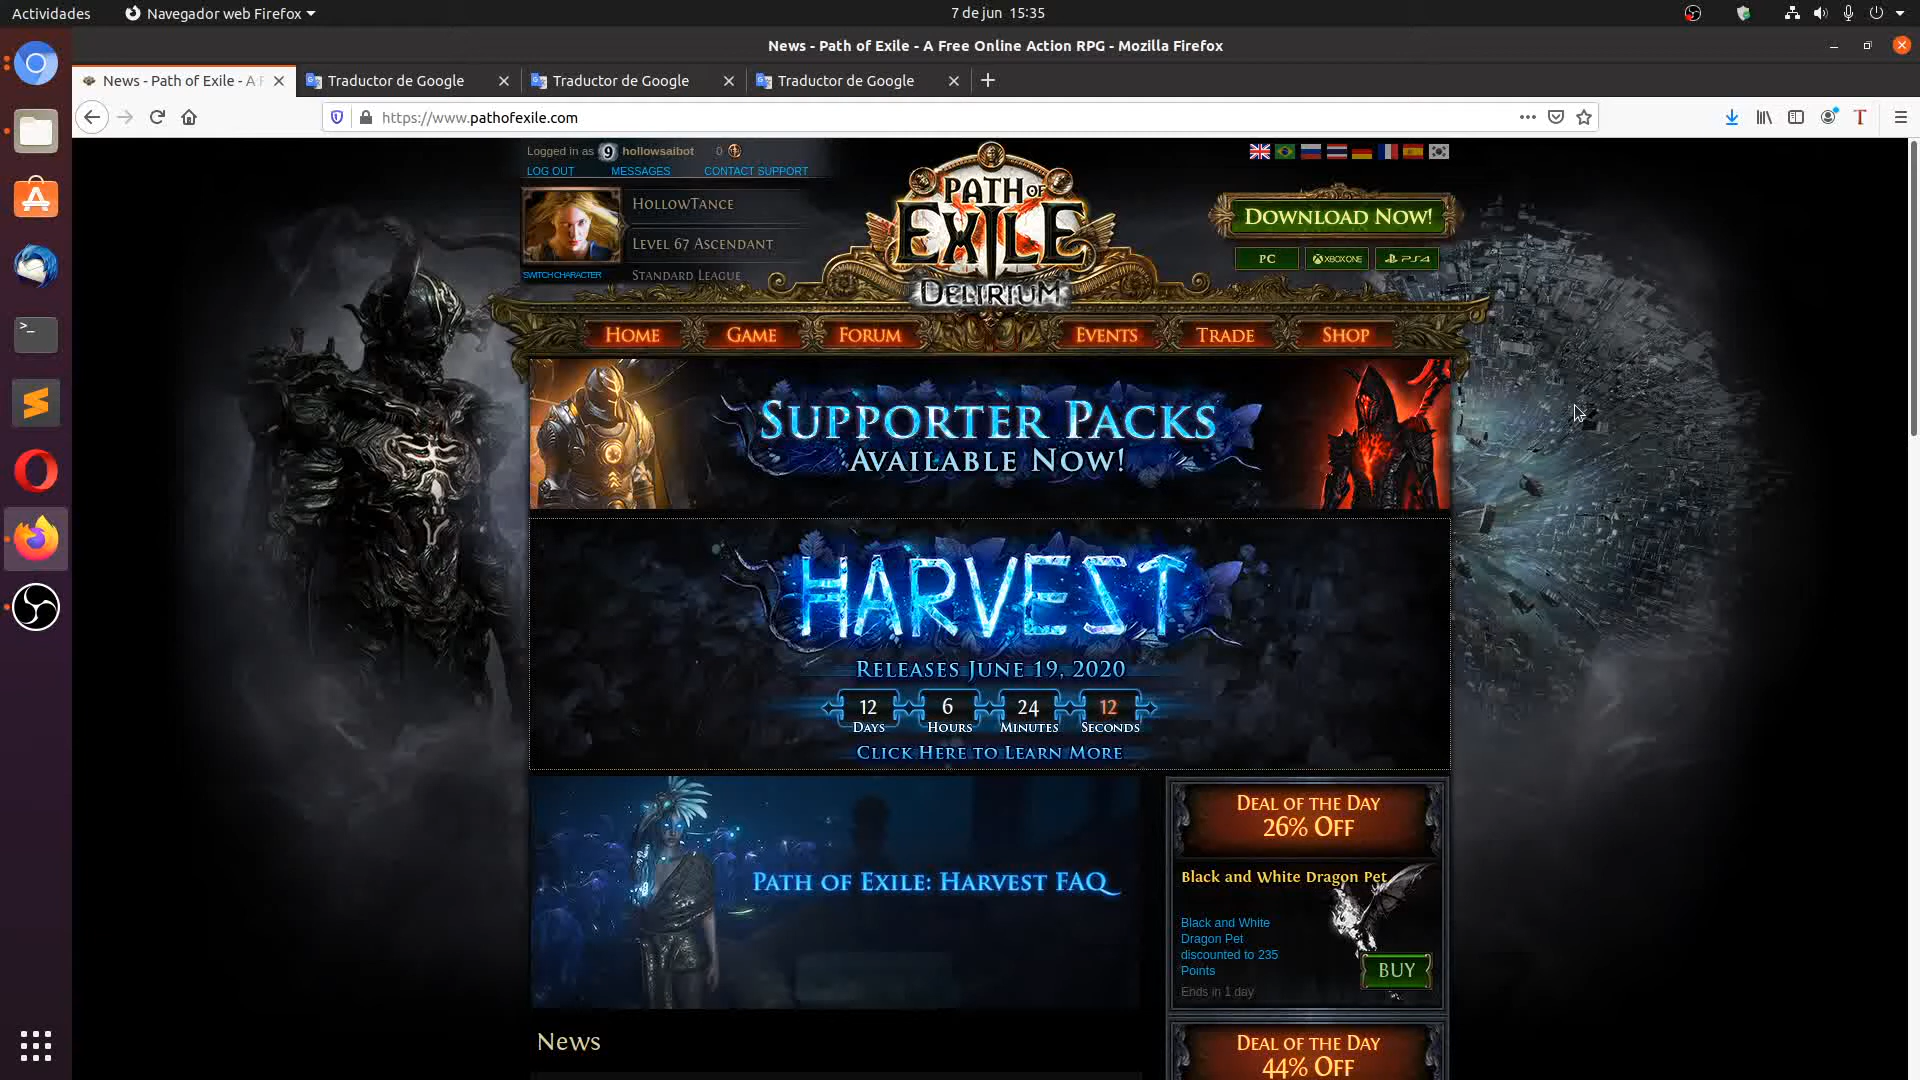 Actividades
Navegador web Firefox
7 de jun 15:35
News - Path of Exile - A Free Online Action RPG - Mozilla Firefox
News - Path of Exile - A F
Traductor de Google
Traductor de Google
Traductor de Google
https://www.pathofexile.com
Logged in as 9 hollowsaibot 0
LOG OUT MESSAGES CONTACT SUPPORT
HollowTance
Level 67 Ascendant
SWITCH CHARACTER
Standard League
PATH OF
EXILE
DELIRIUM
Download Now!
PC
XBOX ONE
PS4
Home
Game
Forum
Events
Trade
Shop
Supporter Packs
Available Now!
HARVEST
Releases June 19, 2020
12 6 24 12
Days Hours Minutes Seconds
Click Here to Learn More
Path of Exile: Harvest FAQ
Deal of the Day
26% Off
Black and White Dragon Pet
Black and White
Dragon Pet
discounted to 235
Points
Ends in 1 day
BUY
News
Deal of the Day
44% Off